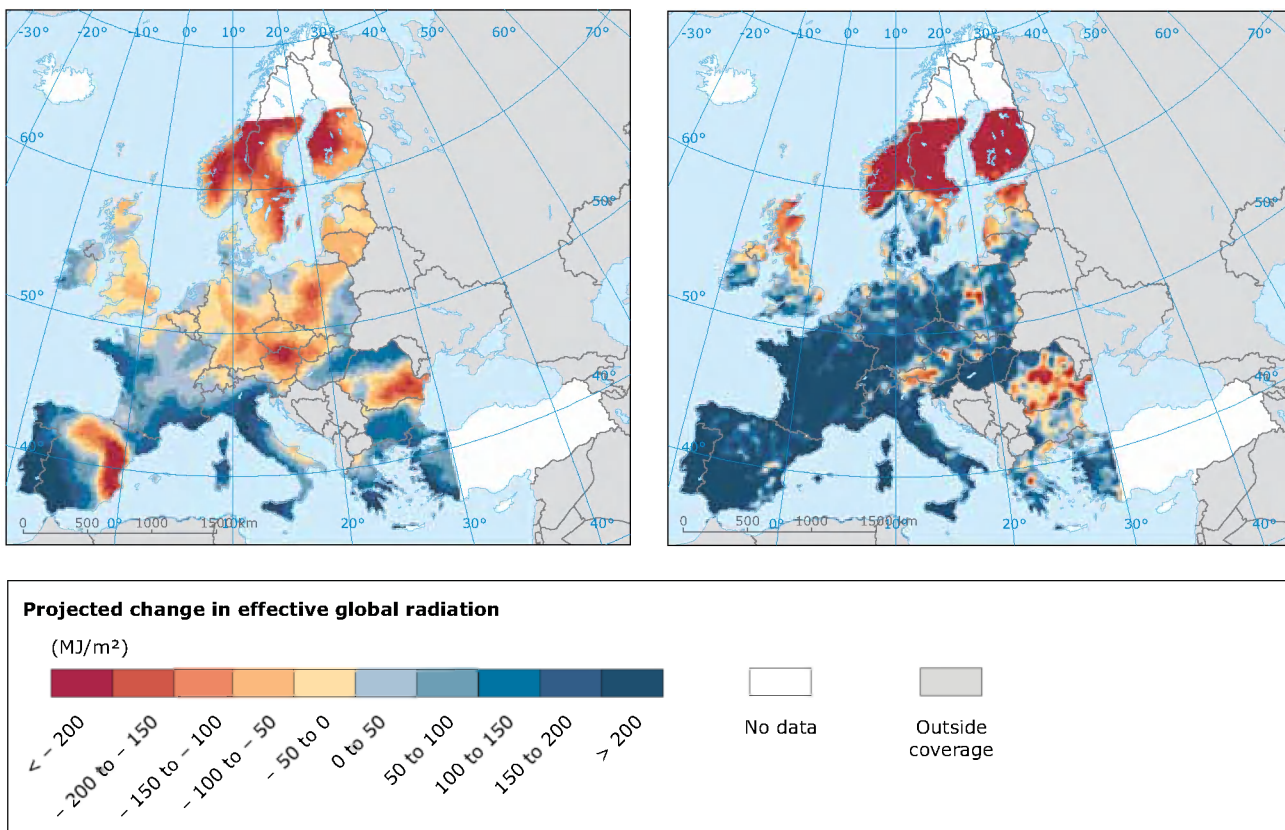 -30° -20° -10° 0° 10° 20° 30° 40° 50° 60° 70°
60°
50°
50°
40°
40°
0 500 0° 1000 10° 1500 km
20° 30° 40°
-30° -20° -10° 0° 10° 20° 30° 40° 50° 60° 70°
60°
50°
50°
40°
40°
0 500 0° 1000 10° 1500 km
20° 30° 40°
Projected change in effective global radiation
(MJ/m²)
< – 200
– 200 to – 150
– 150 to – 100
– 100 to – 50
– 50 to 0
0 to 50
50 to 100
100 to 150
150 to 200
> 200
No data
Outside
coverage